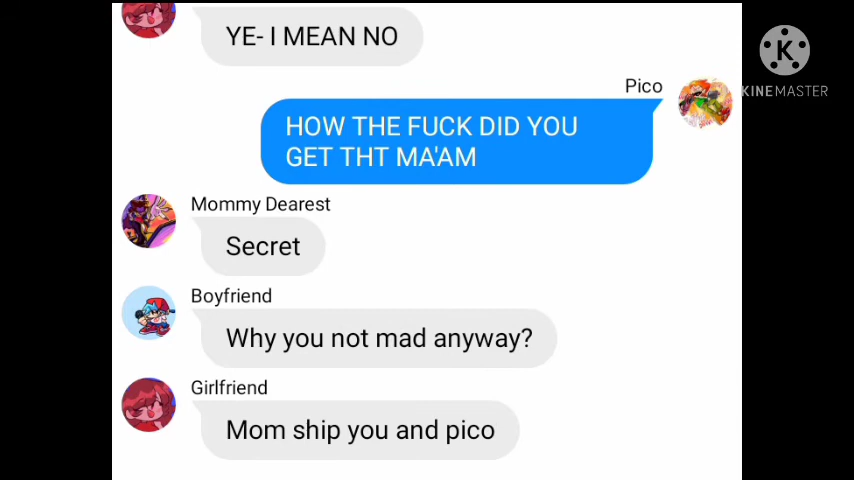 YE- I MEAN NO
K
KINEMASTER
Pico
HOW THE FUCK DID YOU
GET THT MA'AM
Mommy Dearest
Secret
Boyfriend
Why you not mad anyway?
Girlfriend
Mom ship you and pico